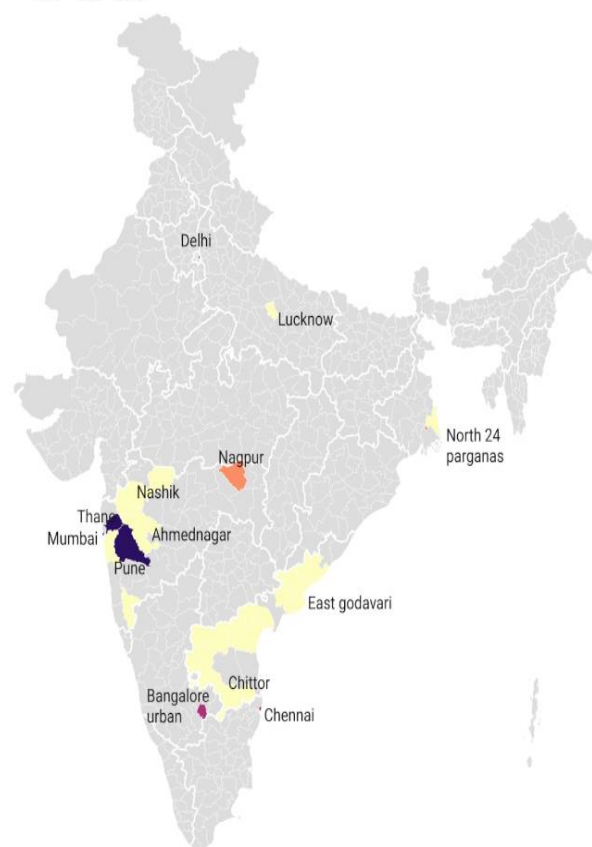 Delhi
Lucknow
North 24
parganas
Nagpur
Nashik
Thane
Mumbai
Ahmednagar
Pune
East godavari
Chittor
Bangalore
urban
Chennai